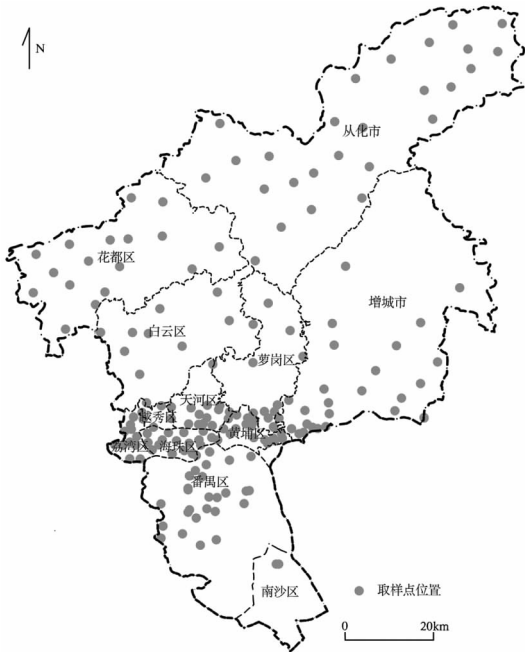 N
从化市
花都区
增城市
白云区
萝岗区
天河区
越秀区
黄埔区
荔湾区
海珠区
番禺区
南沙区
取样点位置
0
20km